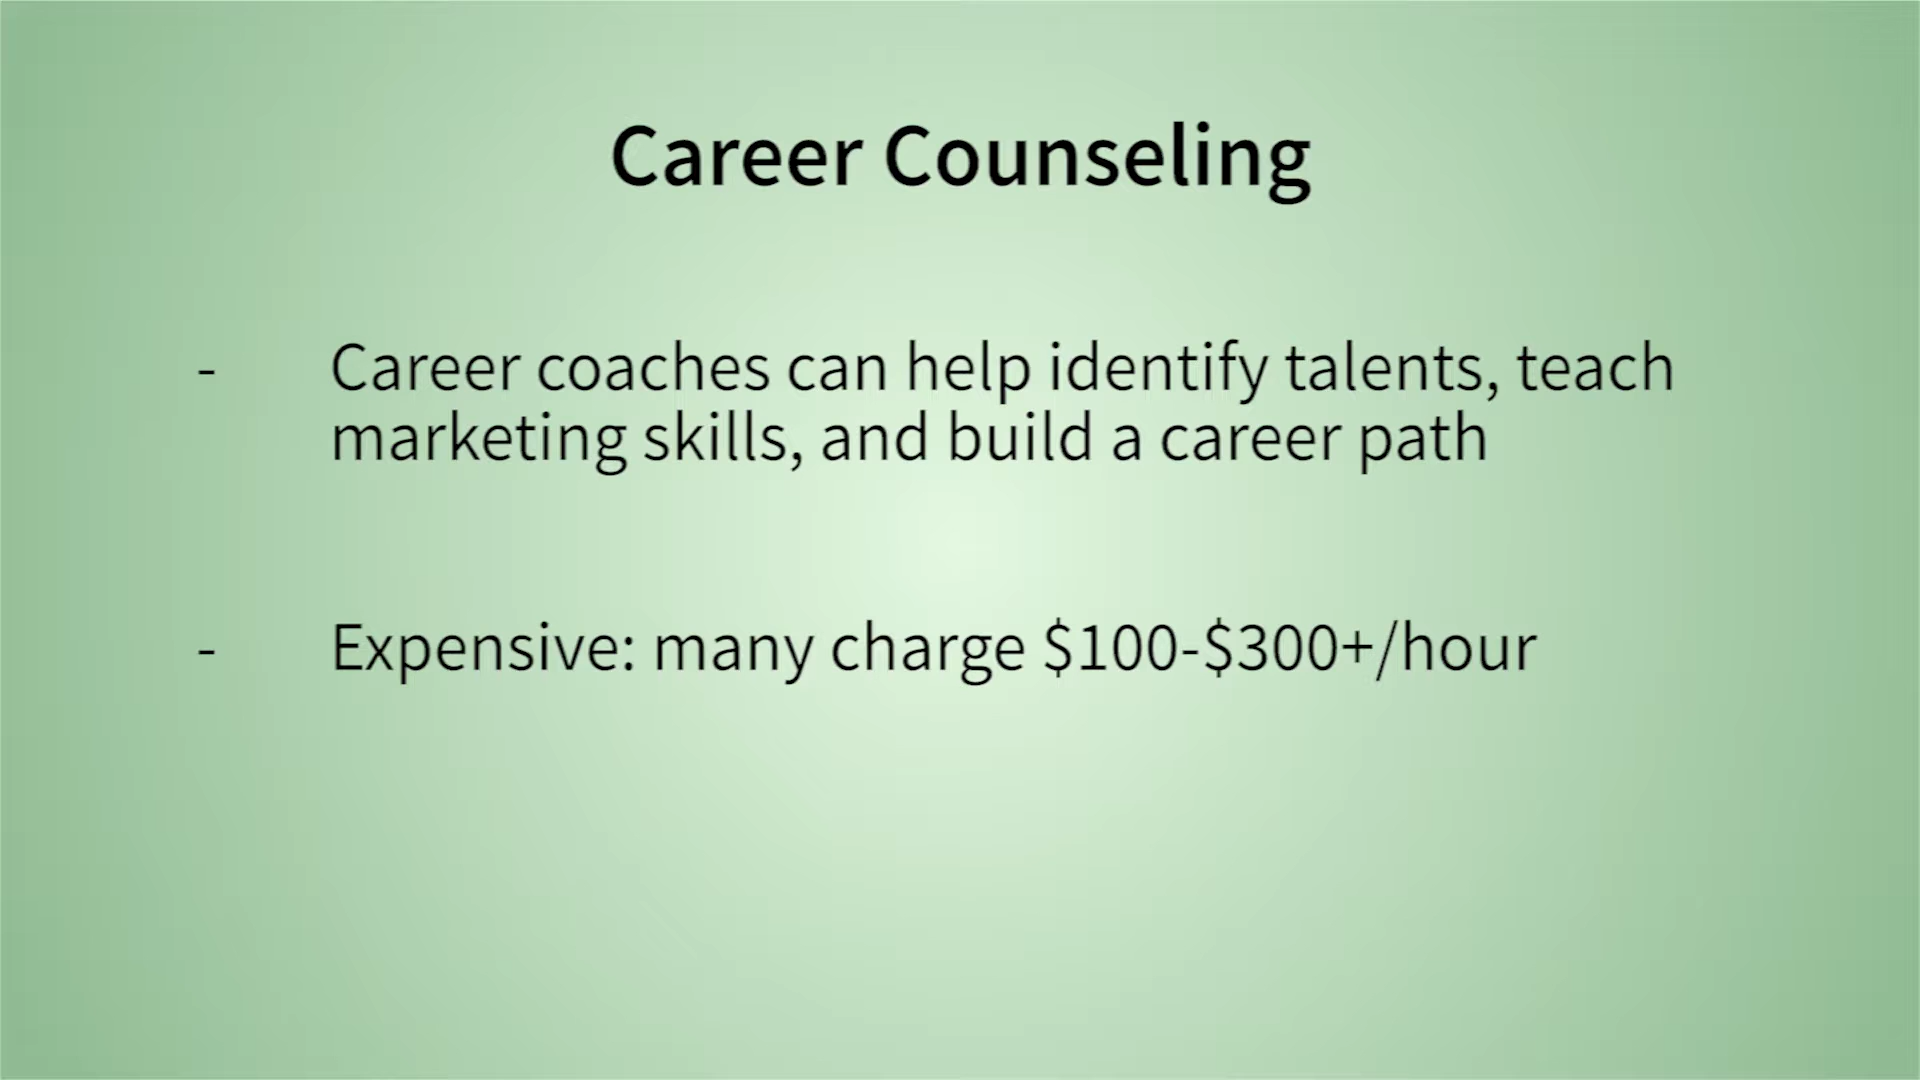 Career Counseling
- Career coaches can help identify talents, teach
marketing skills, and build a career path
- Expensive: many charge $100-$300+/hour